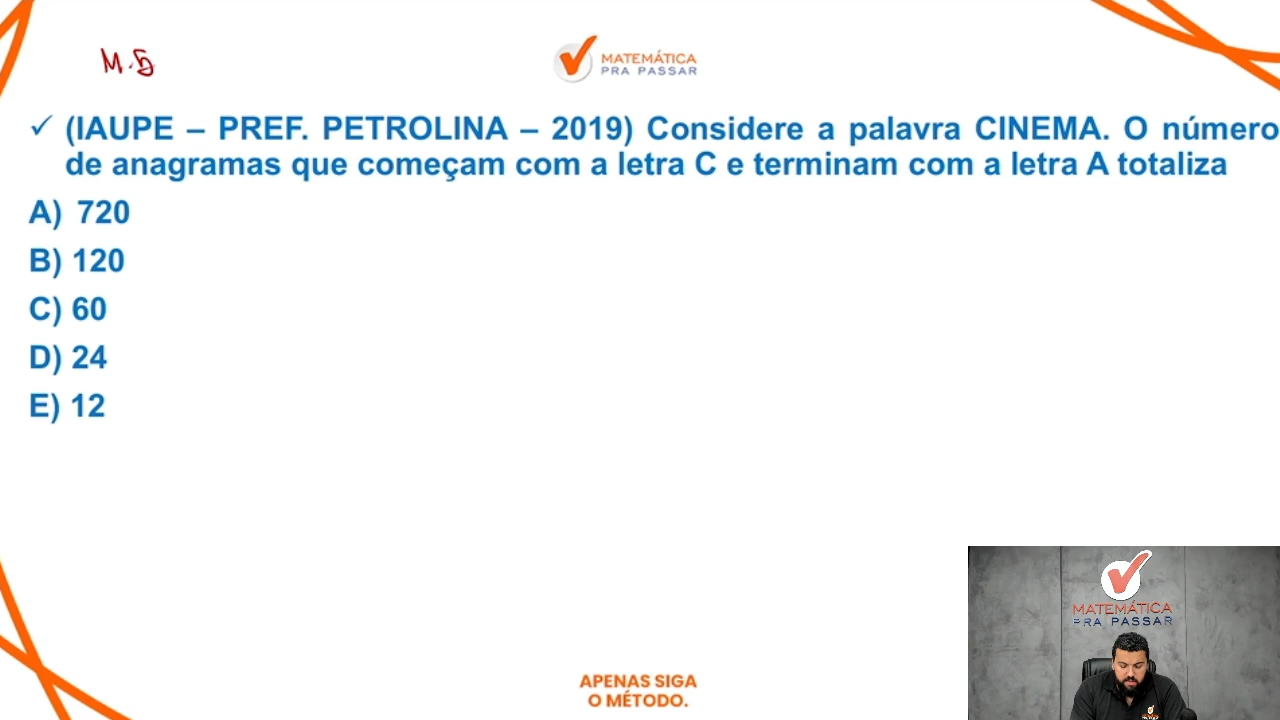 M.
MATEMÁTICA
PRA PASSAR
✓ (IAUPE – PREF. PETROLINA – 2019) Considere a palavra CINEMA. O número
de anagramas que começam com a letra C e terminam com a letra A totaliza
A) 720
B) 120
C) 60
D) 24
E) 12
MATEMÁTICA
PRA PASSAR
APENAS SIGA
O MÉTODO.